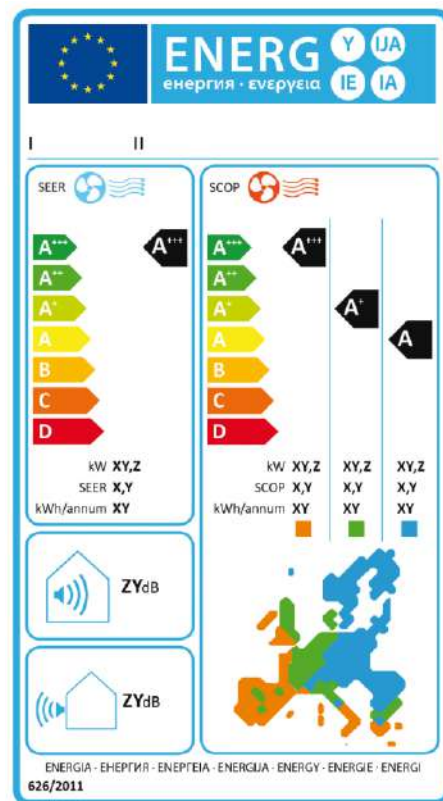 ENERG Y IJA
енергия · ενεργεια IE IA
I II
SEER
A+++ A+++
A++
A+
A
B
C
D
kW XY,Z
SEER X,Y
kWh/annum XY
SCOP
A+++ A+++
A++
A+ A+
A A
B
C
D
kW XY,Z XY,Z XY,Z
SCOP X,Y X,Y X,Y
kWh/annum XY XY XY
ZYdB
ZYdB
ENERGIA · ЕНЕРГИЯ · ΕΝΕΡΓΕΙΑ · ENERGIJA · ENERGY · ENERGIE · ENERGI
626/2011